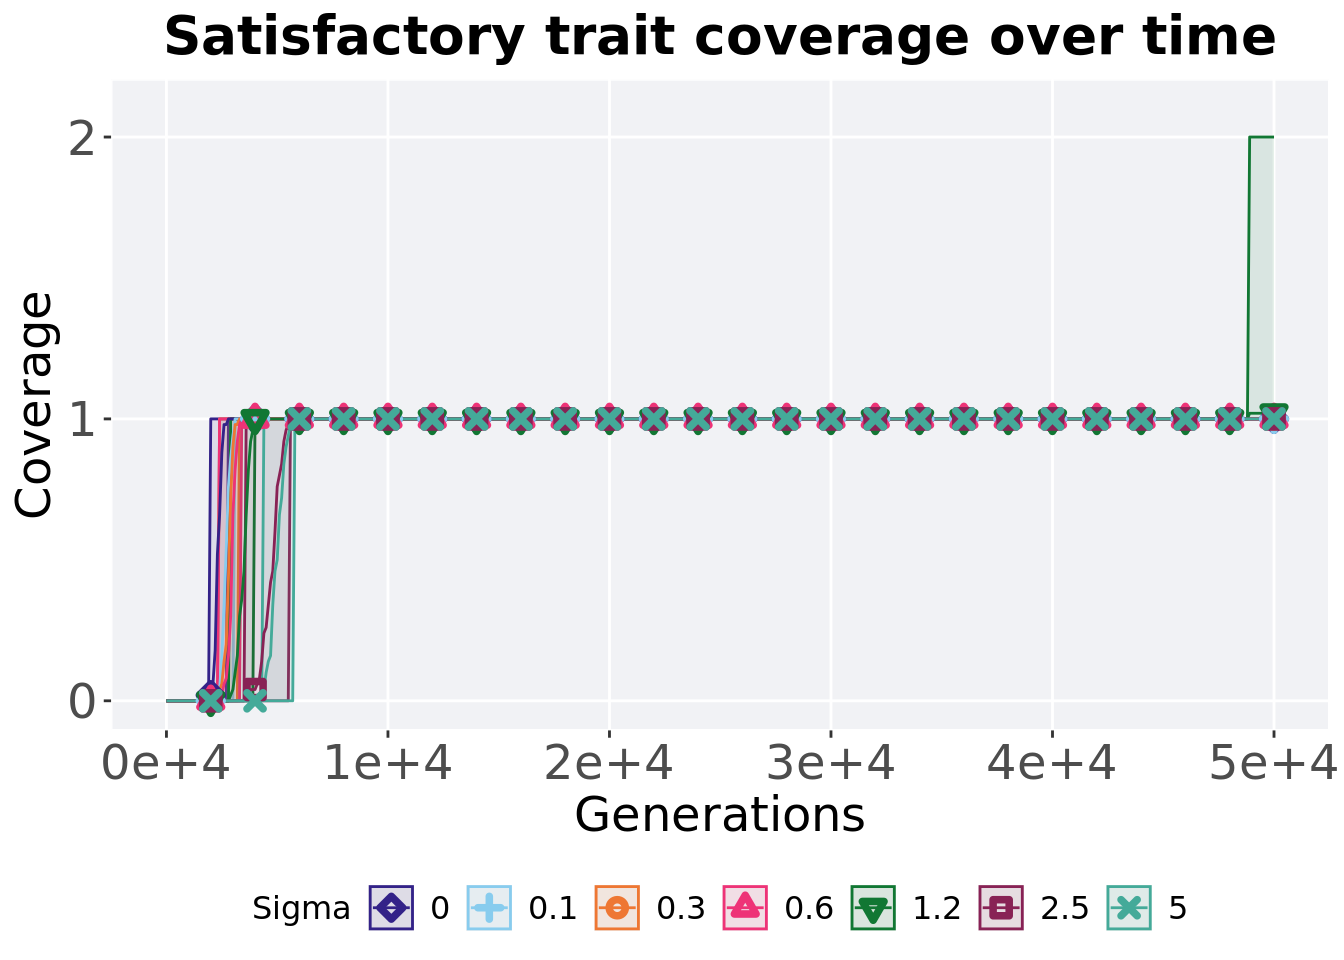 Satisfactory trait coverage over time
Coverage
2
1
0
0e+4 1e+4 2e+4 3e+4 4e+4 5e+4
Generations
Sigma 0 0.1 0.3 0.6 1.2 2.5 5